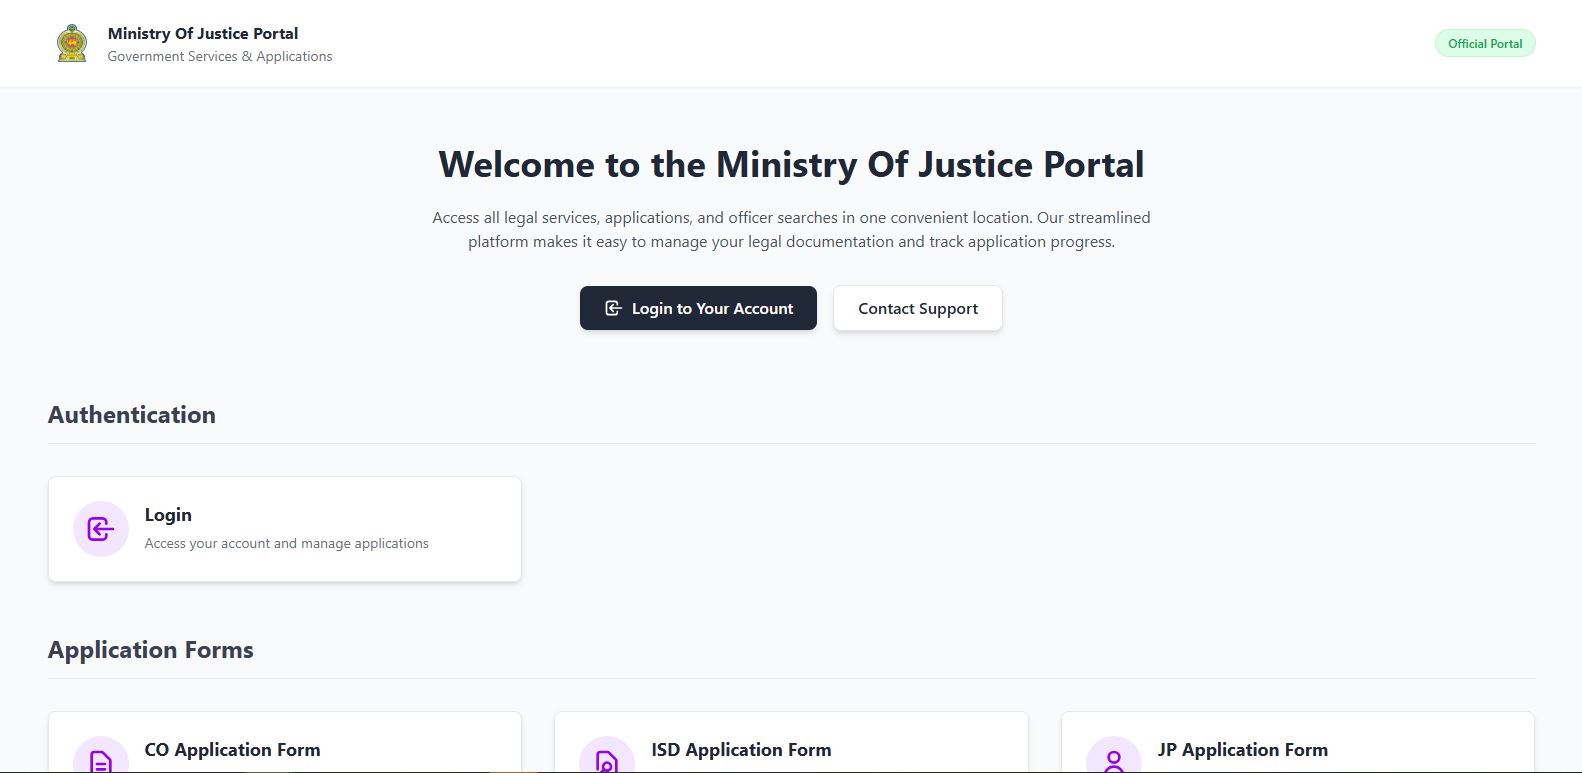 Ministry Of Justice Portal
Government Services & Applications
Official Portal
Welcome to the Ministry Of Justice Portal
Access all legal services, applications, and officer searches in one convenient location. Our streamlined
platform makes it easy to manage your legal documentation and track application progress.
Login to Your Account
Contact Support
Authentication
Login
Access your account and manage applications
Application Forms
CO Application Form
ISD Application Form
JP Application Form